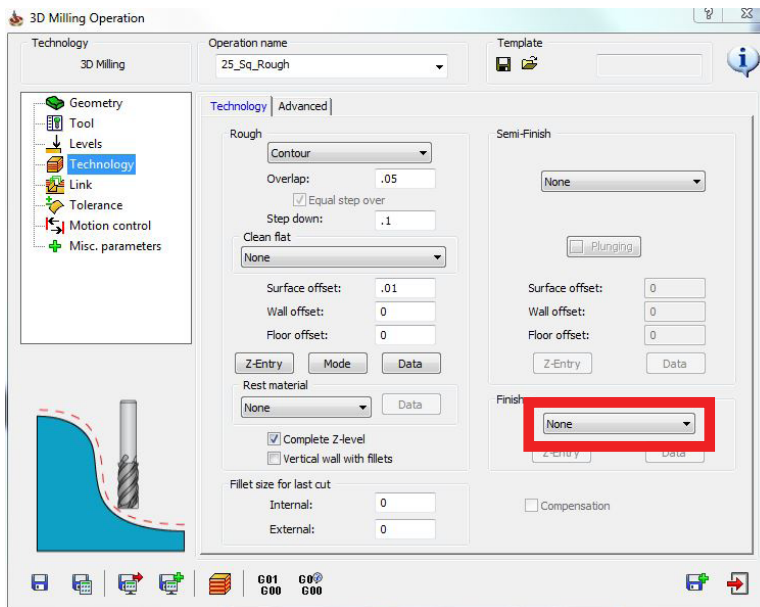 3D Milling Operation
Technology
3D Milling
Operation name
25_Sq_Rough
Template
Geometry
Tool
Levels
Technology
Link
Tolerance
Motion control
Misc. parameters
Technology
Advanced
Rough
Contour
Overlap: .05
Equal step over
Step down: .1
Clean flat
None
Surface offset: .01
Wall offset: 0
Floor offset: 0
Z-Entry Mode Data
Rest material
None Data
Complete Z-level
Vertical wall with fillets
Fillet size for last cut
Internal: 0
External: 0
Semi-Finish
None
Plunging
Surface offset: 0
Wall offset: 0
Floor offset: 0
Z-Entry Data
Finish
None
Z-Entry Data
Compensation
G01 G0
G00 G00